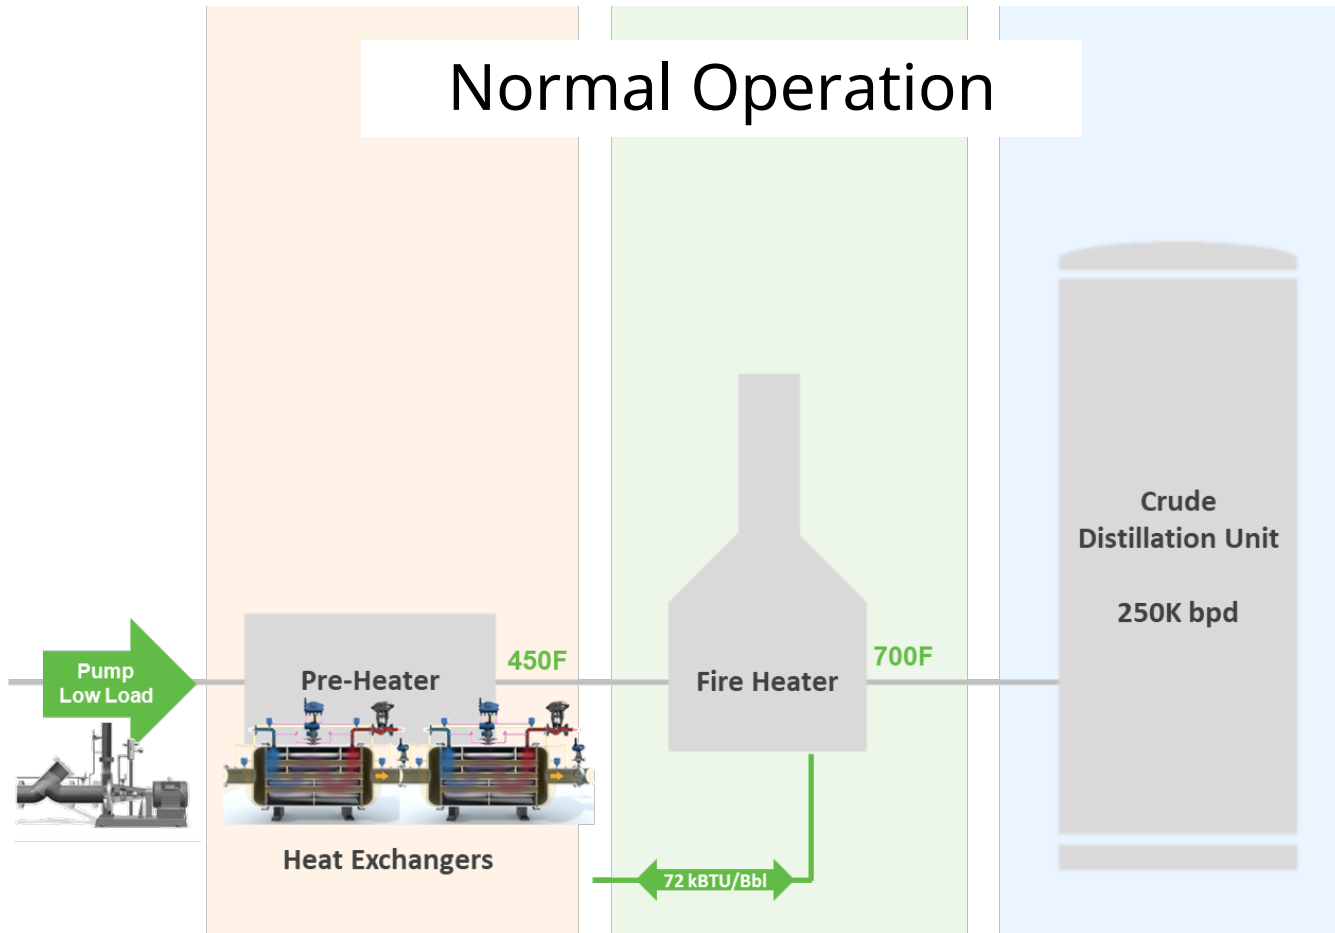 Normal Operation
Pump
Low Load
Pre-Heater
450F
Heat Exchangers
Fire Heater
700F
72 kBTU/Bbl
Crude
Distillation Unit
250K bpd